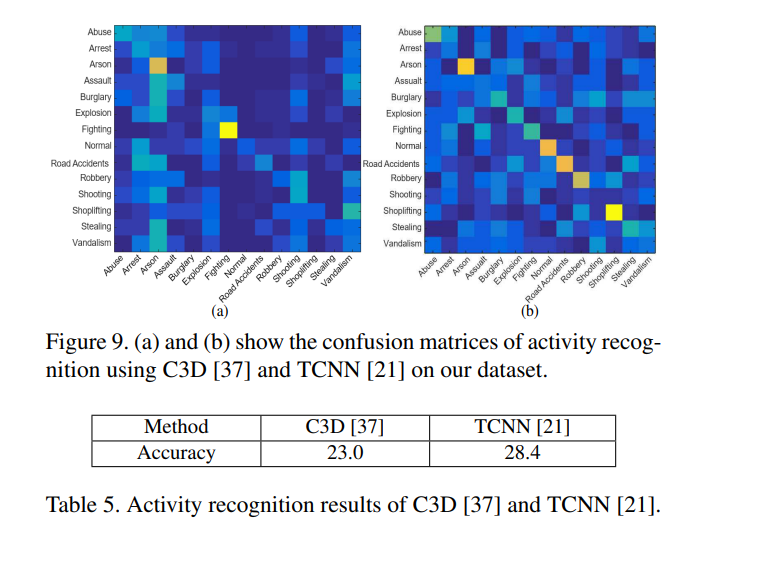 Abuse
Arrest
Arson
Assault
Burglary
Explosion
Fighting
Normal
Road Accidents
Robbery
Shooting
Shoplifting
Stealing
Vandalism
Abuse
Arrest
Arson
Assault
Burglary
Explosion
Fighting
Normal
Road Accidents
Robbery
Shooting
Shoplifting
Stealing
Vandalism
(a)
Abuse
Arrest
Arson
Assualt
Burglary
Explosion
Fighting
Normal
Road Accidents
Robbery
Shooting
Shoplifting
Stealing
Vandalism
Abuse
Arrest
Arson
Assualt
Burglary
Explosion
Fighting
Normal
Road Accidents
Robbery
Shooting
Shoplifting
Stealing
Vandalism
(b)
Figure 9. (a) and (b) show the confusion matrices of activity recog-
nition using C3D [37] and TCNN [21] on our dataset.
Method C3D [37] TCNN [21]
Accuracy 23.0 28.4
Table 5. Activity recognition results of C3D [37] and TCNN [21].